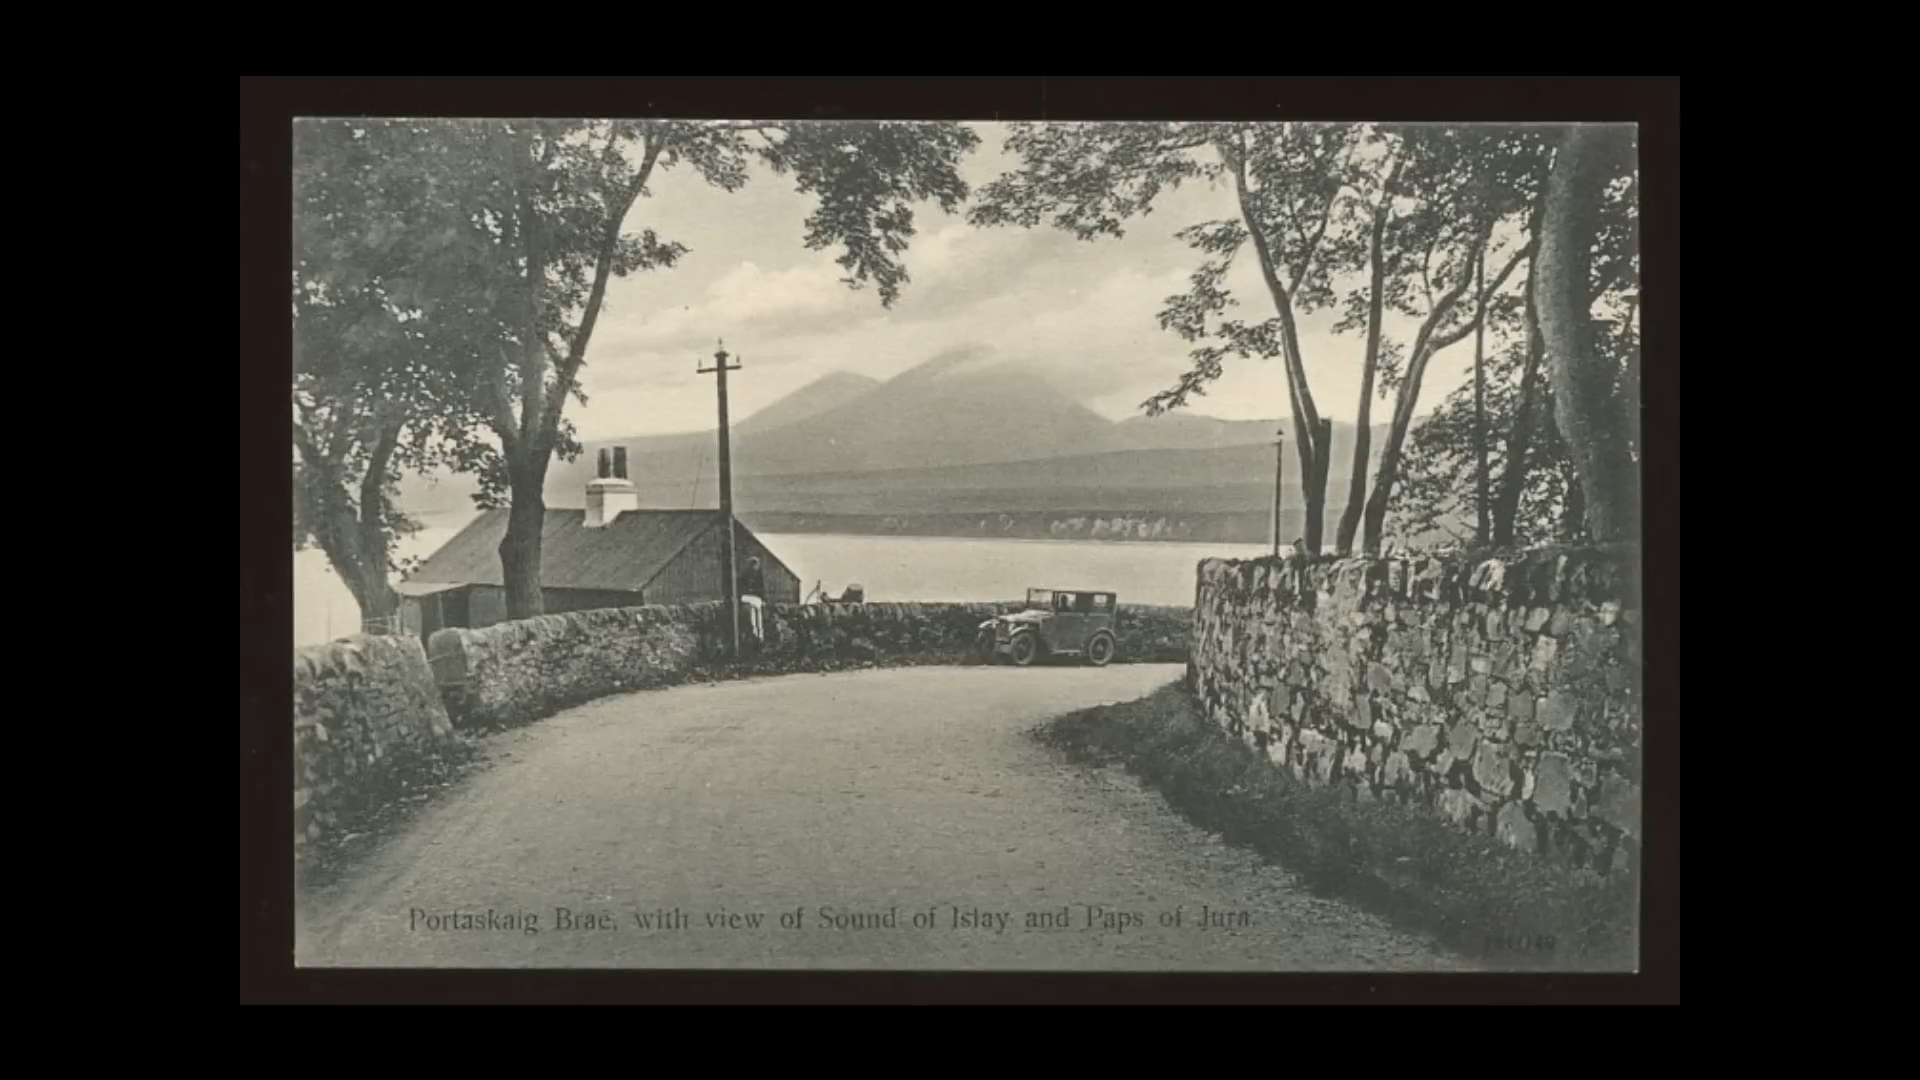 Portaskaig Brae, with view of Sound of Islay and Paps of Jura.